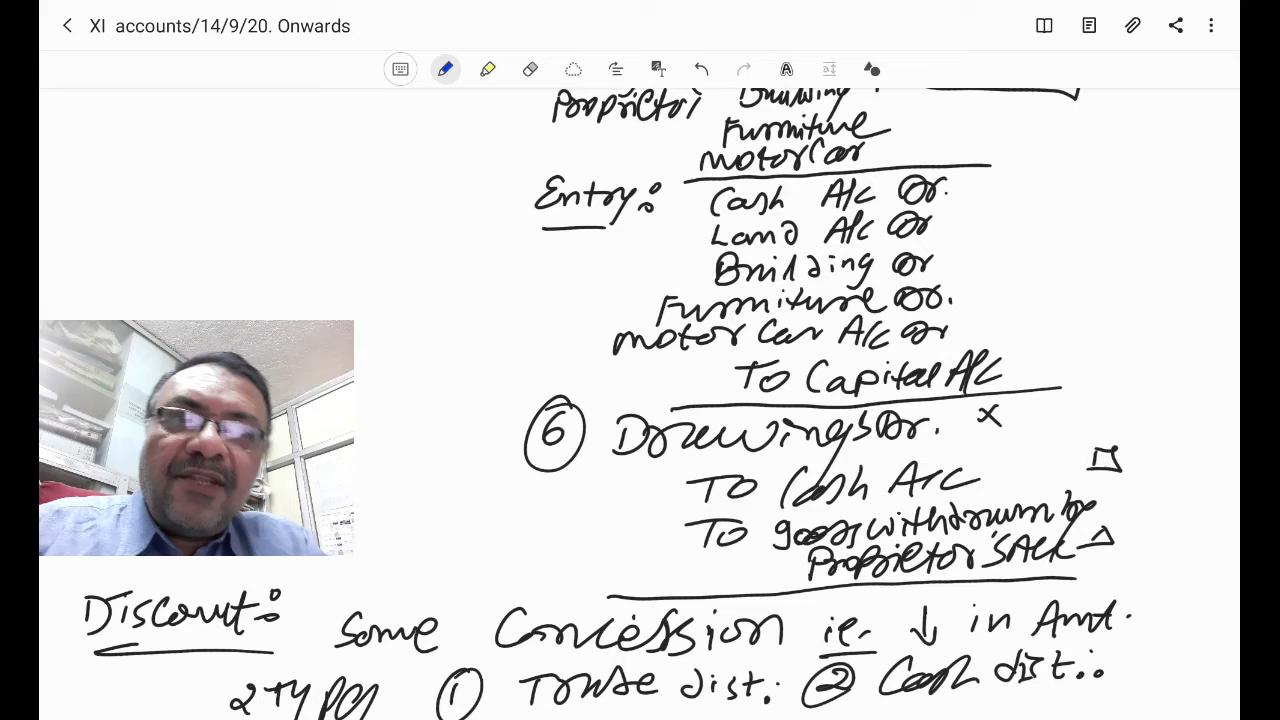 XI accounts/14/9/20. Onwards
Proprietor Building
Furniture
Motor Car
Entry: Cash A/c Dr.
Land A/c Dr
Building Dr
Furniture Dr.
Motor Car A/c Dr
To Capital A/c
6 Drawings Dr. x
To Cash A/c
To goods withdrawn by
Proprietor's A/c
Discount: Some Concession ie. ↓ in Amt.
2 types 1 Trade dist. 2 Cash dist.